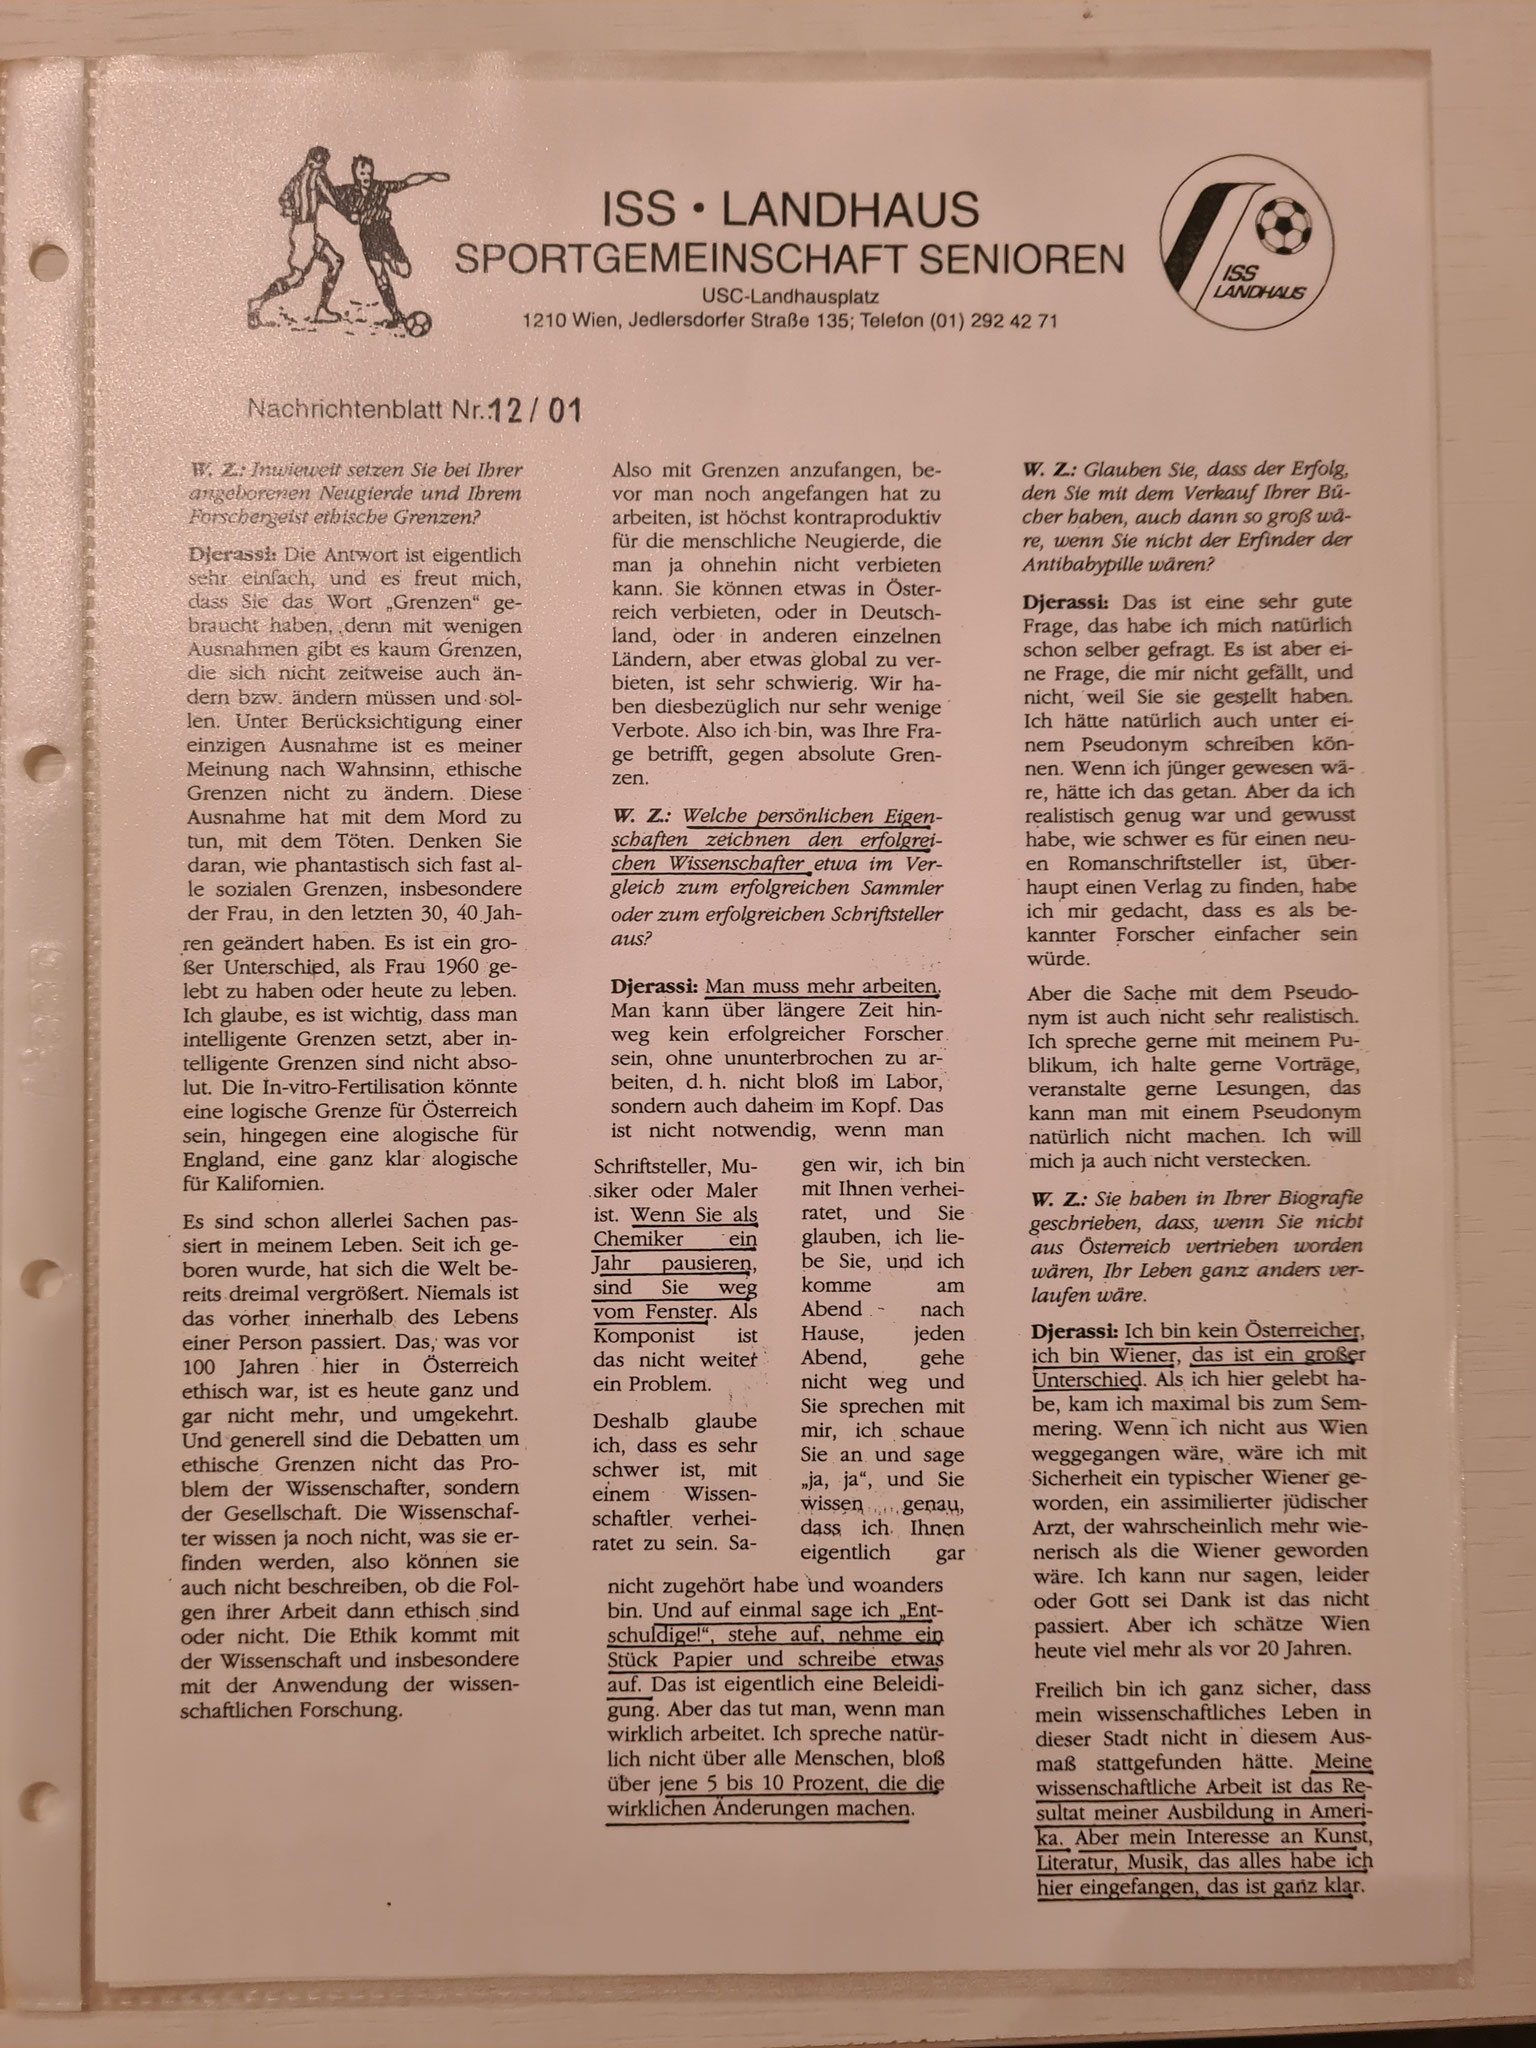 ISS • LANDHAUS
SPORTGEMEINSCHAFT SENIOREN
USC-Landhausplatz
1210 Wien, Jedlersdorfer Straße 135; Telefon (01) 292 42 71
ISS
LANDHAUS
Nachrichtenblatt Nr.:12/01
W. Z.: Inwieweit setzen Sie bei Ihrer
angeborenen Neugierde und Ihrem
Forschergeist ethische Grenzen?
Djerassi: Die Antwort ist eigentlich
sehr einfach, und es freut mich,
dass Sie das Wort „Grenzen“ ge-
braucht haben, denn mit wenigen
Ausnahmen gibt es kaum Grenzen,
die sich nicht zeitweise auch än-
dern bzw. ändern müssen und sol-
len. Unter Berücksichtigung einer
einzigen Ausnahme ist es meiner
Meinung nach Wahnsinn, ethische
Grenzen nicht zu ändern. Diese
Ausnahme hat mit dem Mord zu
tun, mit dem Töten. Denken Sie
daran, wie phantastisch sich fast al-
le sozialen Grenzen, insbesondere
der Frau, in den letzten 30, 40 Jah-
ren geändert haben. Es ist ein gro-
ßer Unterschied, als Frau 1960 ge-
lebt zu haben oder heute zu leben.
Ich glaube, es ist wichtig, dass man
intelligente Grenzen setzt, aber in-
telligente Grenzen sind nicht abso-
lut. Die In-vitro-Fertilisation könnte
eine logische Grenze für Österreich
sein, hingegen eine alogische für
England, eine ganz klar alogische
für Kalifornien.
Es sind schon allerlei Sachen pas-
siert in meinem Leben. Seit ich ge-
boren wurde, hat sich die Welt be-
reits dreimal vergrößert. Niemals ist
das vorher innerhalb des Lebens
einer Person passiert. Das, was vor
100 Jahren hier in Österreich
ethisch war, ist es heute ganz und
gar nicht mehr, und umgekehrt.
Und generell sind die Debatten um
ethische Grenzen nicht das Pro-
blem der Wissenschafter, sondern
der Gesellschaft. Die Wissenschaf-
ter wissen ja noch nicht, was sie er-
finden werden, also können sie
auch nicht beschreiben, ob die Fol-
gen ihrer Arbeit dann ethisch sind
oder nicht. Die Ethik kommt mit
der Wissenschaft und insbesondere
mit der Anwendung der wissen-
schaftlichen Forschung.
Also mit Grenzen anzufangen, be-
vor man noch angefangen hat zu
arbeiten, ist höchst kontraproduktiv
für die menschliche Neugierde, die
man ja ohnehin nicht verbieten
kann. Sie können etwas in Öster-
reich verbieten, oder in Deutsch-
land, oder in anderen einzelnen
Ländern, aber etwas global zu ver-
bieten, ist sehr schwierig. Wir ha-
ben diesbezüglich nur sehr wenige
Verbote. Also ich bin, was Ihre Fra-
ge betrifft, gegen absolute Gren-
zen.
W. Z.: Welche persönlichen Eigen-
schaften zeichnen den erfolgrei-
chen Wissenschafter etwa im Ver-
gleich zum erfolgreichen Sammler
oder zum erfolgreichen Schriftsteller
aus?
Djerassi: Man muss mehr arbeiten.
Man kann über längere Zeit hin-
weg kein erfolgreicher Forscher
sein, ohne ununterbrochen zu ar-
beiten, d. h. nicht bloß im Labor,
sondern auch daheim im Kopf. Das
ist nicht notwendig, wenn man
Schriftsteller, Mu-
siker oder Maler
ist. Wenn Sie als
Chemiker ein
Jahr pausieren,
sind Sie weg
vom Fenster. Als
Komponist ist
das nicht weiter
ein Problem.
Deshalb glaube
ich, dass es sehr
schwer ist, mit
einem Wissen-
schaftler verhei-
ratet zu sein. Sa-
gen wir, ich bin
mit Ihnen verhei-
ratet, und Sie
glauben, ich lie-
be Sie, und ich
komme am
Abend nach
Hause, jeden
Abend, gehe
nicht weg und
Sie sprechen mit
mir, ich schaue
Sie an und sage
„ja, ja“, und Sie
wissen genau,
dass ich Ihnen
eigentlich gar
nicht zugehört habe und woanders
bin. Und auf einmal sage ich „Ent-
schuldige!“, stehe auf, nehme ein
Stück Papier und schreibe etwas
auf. Das ist eigentlich eine Beleidi-
gung. Aber das tut man, wenn man
wirklich arbeitet. Ich spreche natür-
lich nicht über alle Menschen, bloß
über jene 5 bis 10 Prozent, die die
wirklichen Änderungen machen.
W. Z.: Glauben Sie, dass der Erfolg,
den Sie mit dem Verkauf Ihrer Bü-
cher haben, auch dann so groß wä-
re, wenn Sie nicht der Erfinder der
Antibabypille wären?
Djerassi: Das ist eine sehr gute
Frage, das habe ich mich natürlich
schon selber gefragt. Es ist aber ei-
ne Frage, die mir nicht gefällt, und
nicht, weil Sie sie gestellt haben.
Ich hätte natürlich auch unter ei-
nem Pseudonym schreiben kön-
nen. Wenn ich jünger gewesen wä-
re, hätte ich das getan. Aber da ich
realistisch genug war und gewusst
habe, wie schwer es für einen neu-
en Romanschriftsteller ist, über-
haupt einen Verlag zu finden, habe
ich mir gedacht, dass es als be-
kannter Forscher einfacher sein
würde.
Aber die Sache mit dem Pseudo-
nym ist auch nicht sehr realistisch.
Ich spreche gerne mit meinem Pu-
blikum, ich halte gerne Vorträge,
veranstalte gerne Lesungen, das
kann man mit einem Pseudonym
natürlich nicht machen. Ich will
mich ja auch nicht verstecken.
W. Z.: Sie haben in Ihrer Biografie
geschrieben, dass, wenn Sie nicht
aus Österreich vertrieben worden
wären, Ihr Leben ganz anders ver-
laufen wäre.
Djerassi: Ich bin kein Österreicher,
ich bin Wiener, das ist ein großer
Unterschied. Als ich hier gelebt ha-
be, kam ich maximal bis zum Sem-
mering. Wenn ich nicht aus Wien
weggegangen wäre, wäre ich mit
Sicherheit ein typischer Wiener ge-
worden, ein assimilierter jüdischer
Arzt, der wahrscheinlich mehr wie-
nerisch als die Wiener geworden
wäre. Ich kann nur sagen, leider
oder Gott sei Dank ist das nicht
passiert. Aber ich schätze Wien
heute viel mehr als vor 20 Jahren.
Freilich bin ich ganz sicher, dass
mein wissenschaftliches Leben in
dieser Stadt nicht in diesem Aus-
maß stattgefunden hätte. Meine
wissenschaftliche Arbeit ist das Re-
sultat meiner Ausbildung in Ameri-
ka. Aber mein Interesse an Kunst,
Literatur, Musik, das alles habe ich
hier eingefangen, das ist ganz klar.